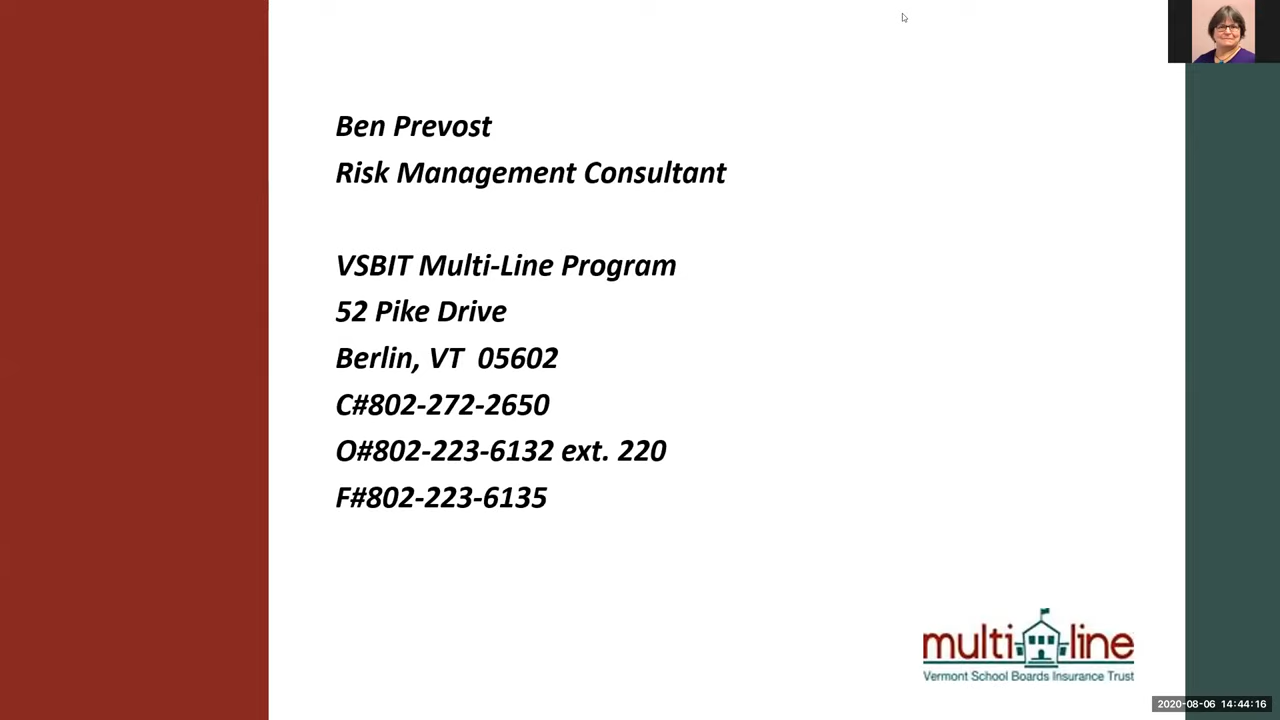 Ben Prevost
Risk Management Consultant
VSBIT Multi-Line Program
52 Pike Drive
Berlin, VT  05602
C#802-272-2650
O#802-223-6132 ext. 220
F#802-223-6135
multi line
Vermont School Boards Insurance Trust
2020-08-06  14:44:16